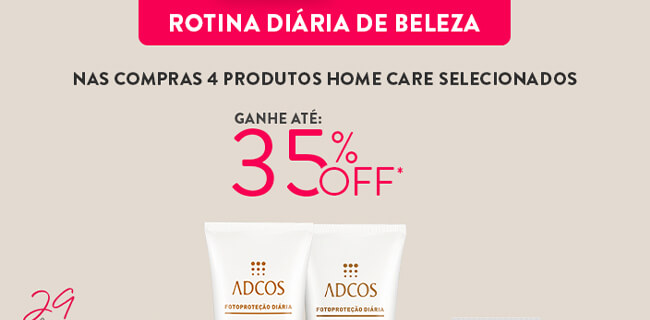 ROTINA DIÁRIA DE BELEZA
NAS COMPRAS 4 PRODUTOS HOME CARE SELECIONADOS
GANHE ATÉ:
35%
OFF*
ADCOS ADCOS
FOTOPROTEÇÃO DIÁRIA FOTOPROTEÇÃO DIÁRIA
29